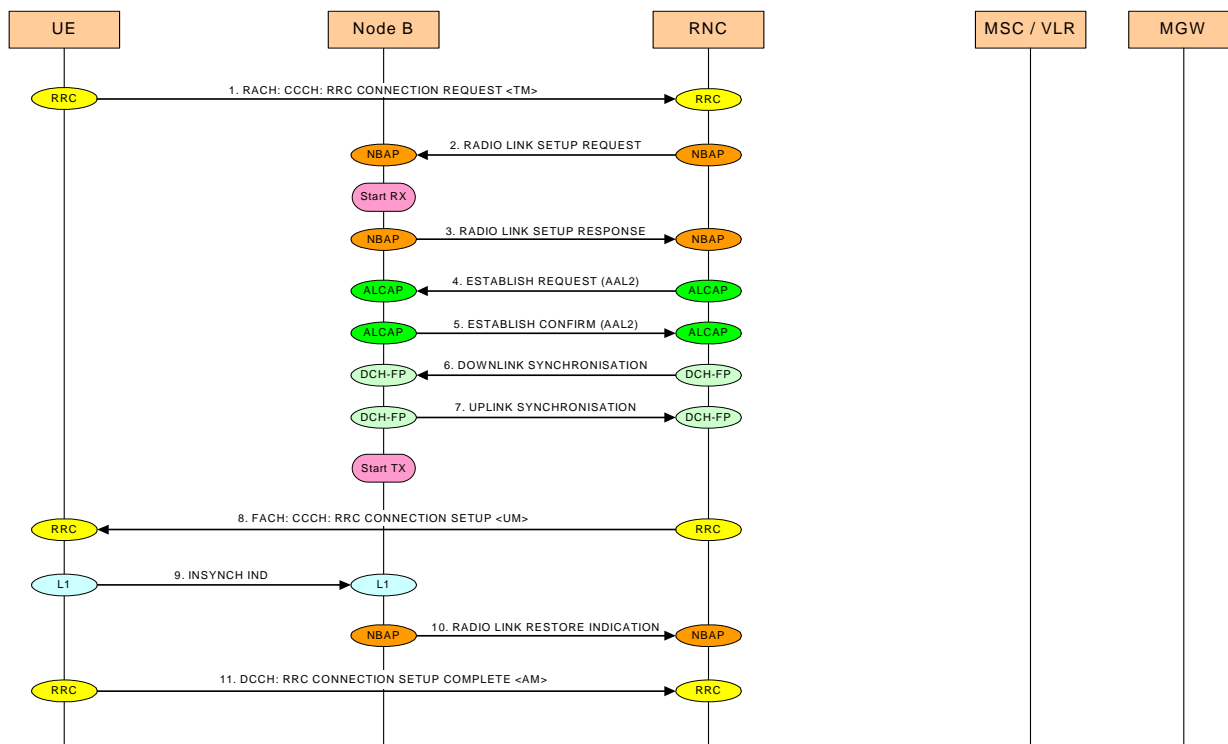 UE Node B RNC MSC / VLR MGW
RRC 1. RACH: CCCH: RRC CONNECTION REQUEST <TM> RRC
NBAP 2. RADIO LINK SETUP REQUEST NBAP
Start RX
NBAP 3. RADIO LINK SETUP RESPONSE NBAP
ALCAP 4. ESTABLISH REQUEST (AAL2) ALCAP
ALCAP 5. ESTABLISH CONFIRM (AAL2) ALCAP
DCH-FP 6. DOWNLINK SYNCHRONISATION DCH-FP
DCH-FP 7. UPLINK SYNCHRONISATION DCH-FP
Start TX
RRC 8. FACH: CCCH: RRC CONNECTION SETUP <UM> RRC
L1 9. INSYNCH IND L1
NBAP 10. RADIO LINK RESTORE INDICATION NBAP
RRC 11. DCCH: RRC CONNECTION SETUP COMPLETE <AM> RRC